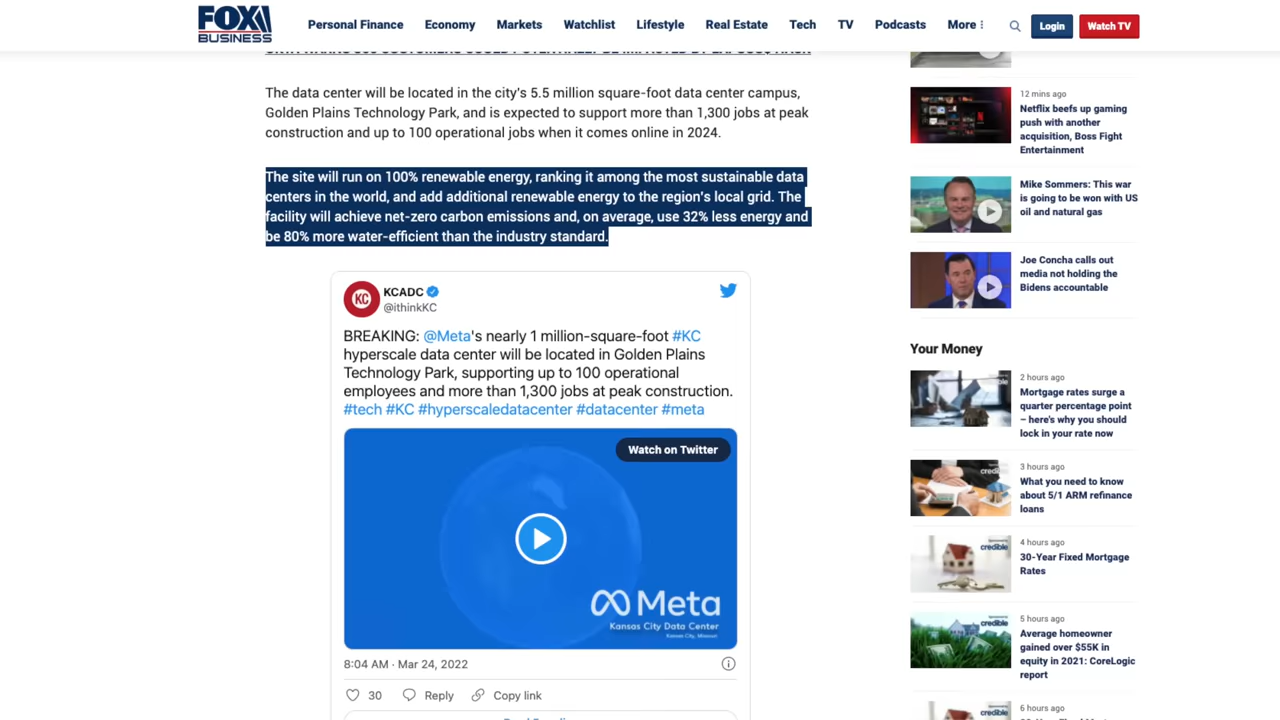 FOX
BUSINESS
Personal Finance
Economy
Markets
Watchlist
Lifestyle
Real Estate
Tech
TV
Podcasts
More
Login
Watch TV
The data center will be located in the city's 5.5 million square-foot data center campus,
Golden Plains Technology Park, and is expected to support more than 1,300 jobs at peak
construction and up to 100 operational jobs when it comes online in 2024.
The site will run on 100% renewable energy, ranking it among the most sustainable data
centers in the world, and add additional renewable energy to the region's local grid. The
facility will achieve net-zero carbon emissions and, on average, use 32% less energy and
be 80% more water-efficient than the industry standard.
KC
KCADC
@ithinkKC
BREAKING: @Meta's nearly 1 million-square-foot #KC
hyperscale data center will be located in Golden Plains
Technology Park, supporting up to 100 operational
employees and more than 1,300 jobs at peak construction.
#tech #KC #hyperscaledatacenter #datacenter #meta
Watch on Twitter
Meta
Kansas City Data Center
Kansas City, Missouri
8:04 AM · Mar 24, 2022
30
Reply
Copy link
12 mins ago
Netflix beefs up gaming
push with another
acquisition, Boss Fight
Entertainment
Mike Sommers: This war
is going to be won with US
oil and natural gas
Joe Concha calls out
media not holding the
Bidens accountable
Your Money
2 hours ago
Mortgage rates surge a
quarter percentage point
– here's why you should
lock in your rate now
3 hours ago
What you need to know
about 5/1 ARM refinance
loans
4 hours ago
credible
30-Year Fixed Mortgage
Rates
5 hours ago
credible
Average homeowner
gained over $55K in
equity in 2021: CoreLogic
report
6 hours ago